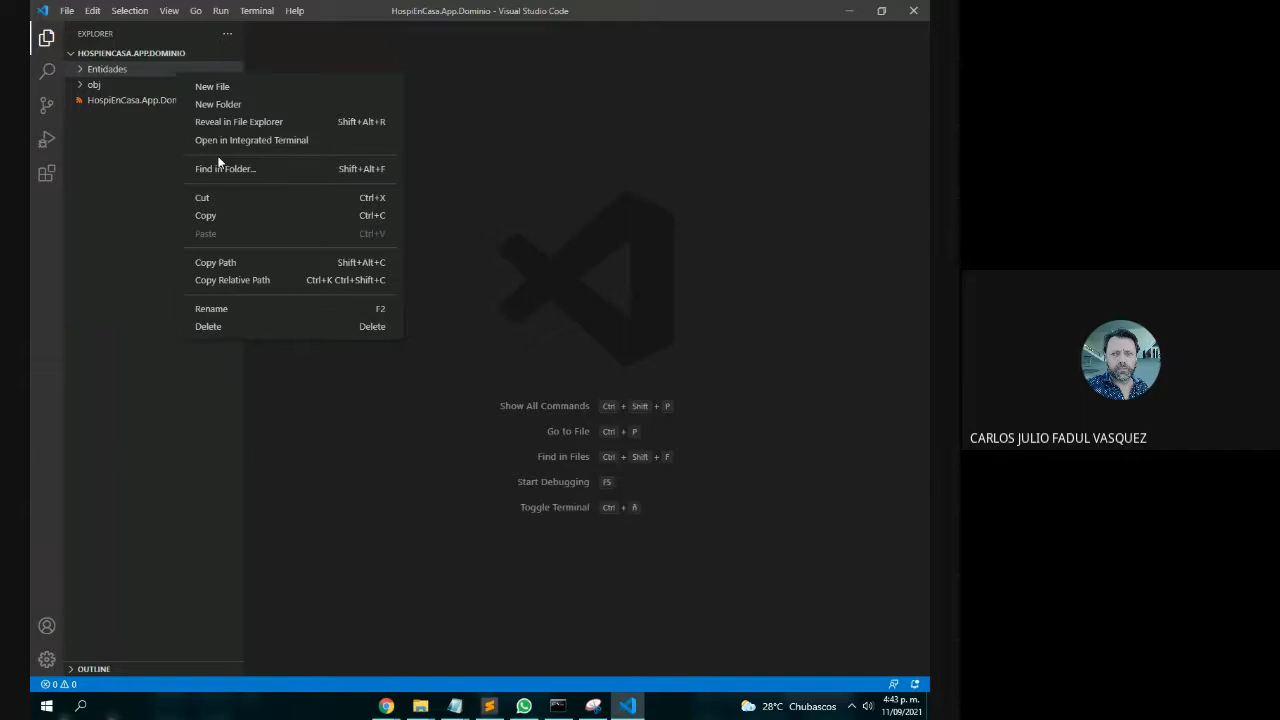 File Edit Selection View Go Run Terminal Help
HospiEnCasa.App.Dominio - Visual Studio Code
EXPLORER
HOSPIENCASA.APP.DOMINIO
Entidades
obj
HospiEnCasa.App.Don
New File
New Folder
Reveal in File Explorer Shift+Alt+R
Open in Integrated Terminal
Find in Folder... Shift+Alt+F
Cut Ctrl+X
Copy Ctrl+C
Paste Ctrl+V
Copy Path Shift+Alt+C
Copy Relative Path Ctrl+K Ctrl+Shift+C
Rename F2
Delete Delete
Show All Commands Ctrl + Shift + P
Go to File Ctrl + P
Find in Files Ctrl + Shift + F
Start Debugging F5
Toggle Terminal Ctrl + ñ
CARLOS JULIO FADUL VASQUEZ
OUTLINE
0 0
28°C Chubascos
4:43 p. m.
11/09/2021